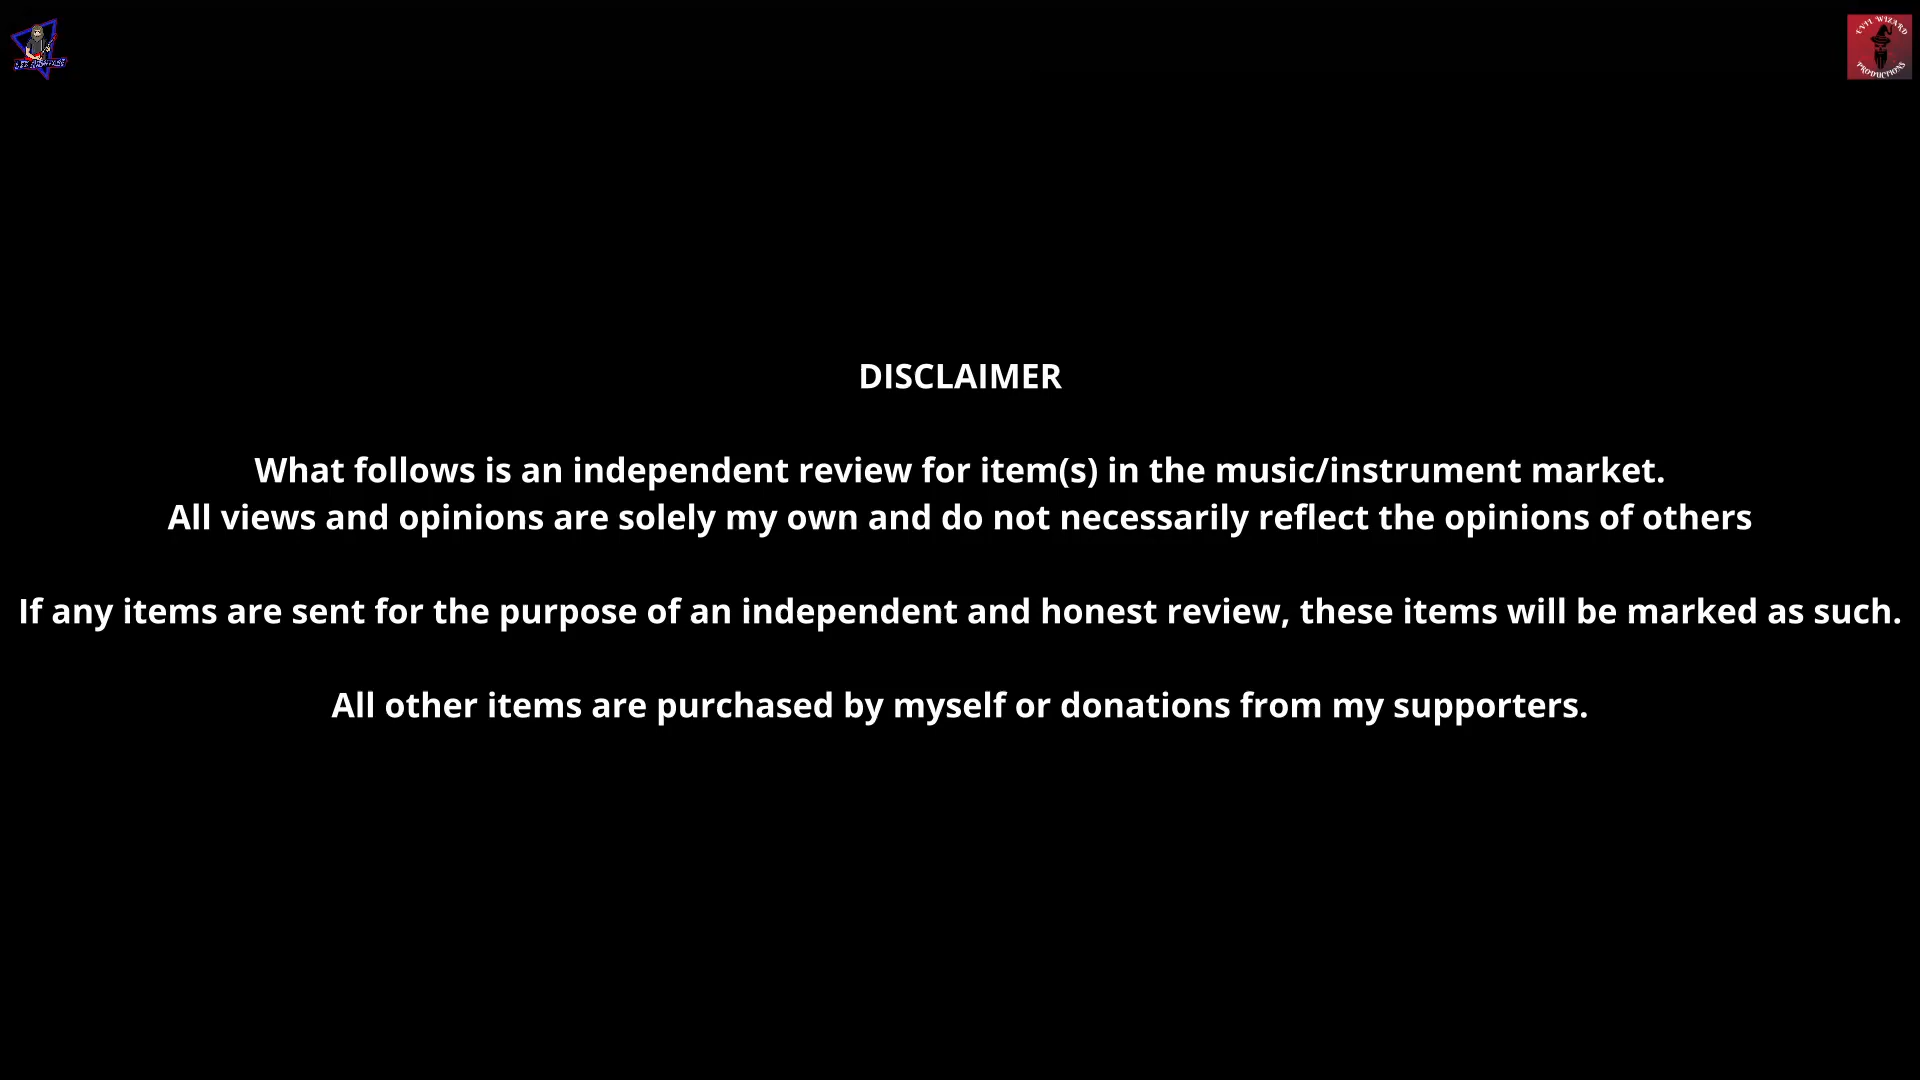 EVIL WIZARD
PRODUCTIONS
DISCLAIMER
What follows is an independent review for item(s) in the music/instrument market.
All views and opinions are solely my own and do not necessarily reflect the opinions of others
If any items are sent for the purpose of an independent and honest review, these items will be marked as such.
All other items are purchased by myself or donations from my supporters.